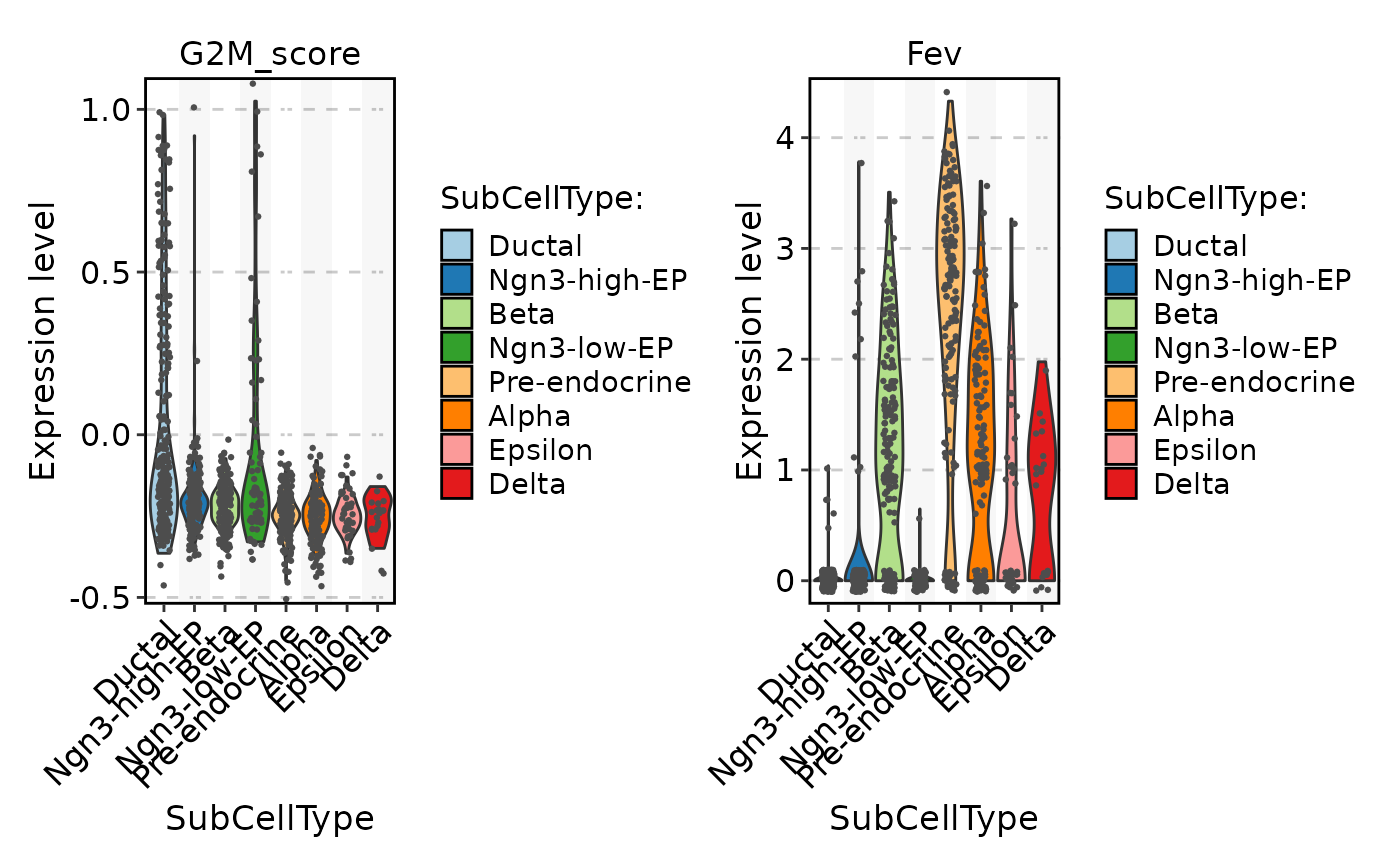 G2M_score
Expression level
1.0
0.5
0.0
-0.5
Ductal
Ngn3-high-EP
Beta
Ngn3-low-EP
Pre-endocrine
Alpha
Epsilon
Delta
SubCellType
SubCellType:
Ductal
Ngn3-high-EP
Beta
Ngn3-low-EP
Pre-endocrine
Alpha
Epsilon
Delta
Fev
Expression level
4
3
2
1
0
Ductal
Ngn3-high-EP
Beta
Ngn3-low-EP
Pre-endocrine
Alpha
Epsilon
Delta
SubCellType
SubCellType:
Ductal
Ngn3-high-EP
Beta
Ngn3-low-EP
Pre-endocrine
Alpha
Epsilon
Delta